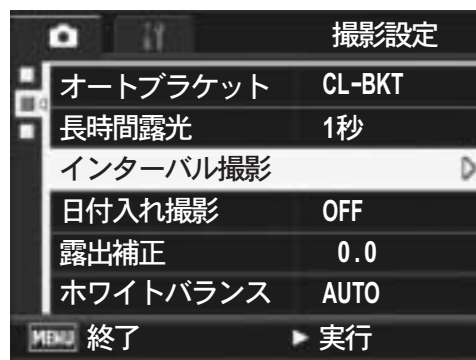 撮影設定
オートブラケット CL-BKT
長時間露光 1秒
インターバル撮影
日付入れ撮影 OFF
露出補正 0.0
ホワイトバランス AUTO
MENU 終了 実行